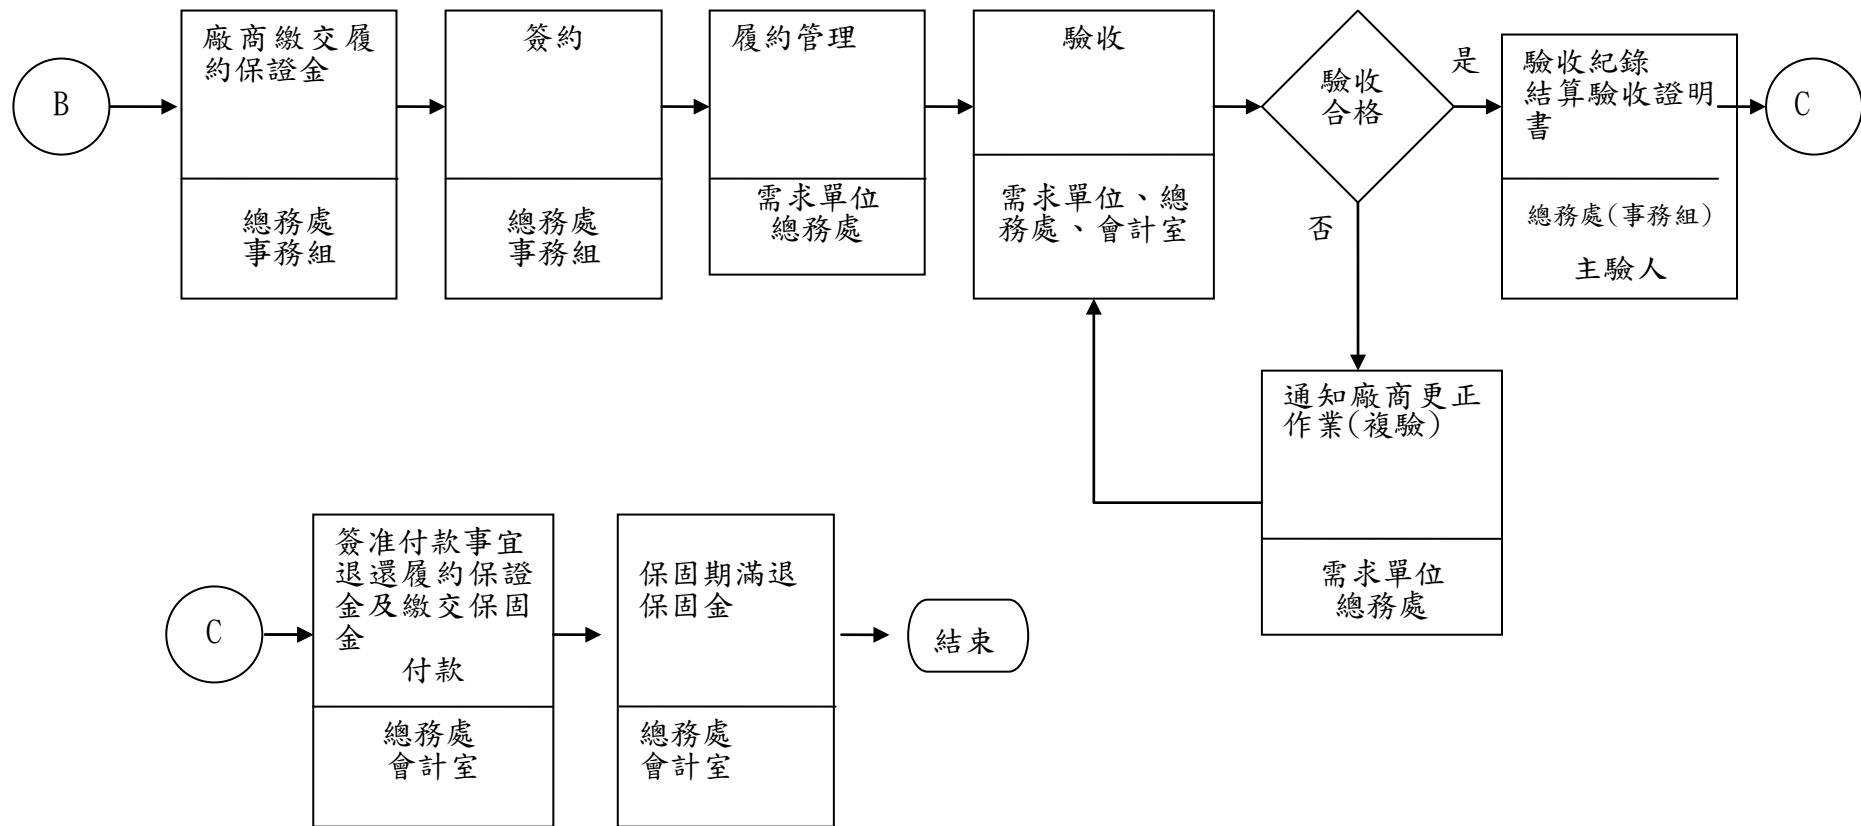 B
廠商繳交履
約保證金
總務處
事務組
簽約
總務處
事務組
履約管理
需求單位
總務處
驗收
需求單位、總
務處、會計室
驗收
合格
是
否
驗收紀錄
結算驗收證明
書
總務處(事務組)
主驗人
C
通知廠商更正
作業(複驗)
需求單位
總務處
C
簽准付款事宜
退還履約保證
金及繳交保固
金
付款
總務處
會計室
保固期滿退
保固金
總務處
會計室
結束